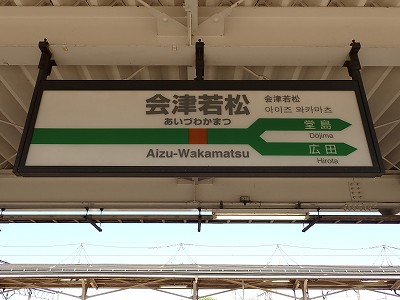 会津若松
あいづわかまつ
Aizu-Wakamatsu
会津若松
아이즈 와카마츠
堂島
Dōjima
広田
Hirota